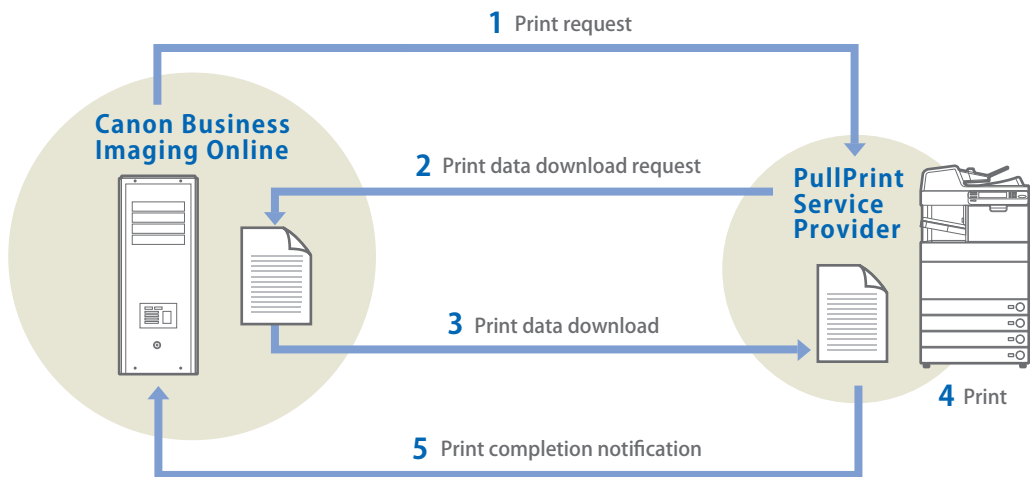 1 Print request
Canon Business
Imaging Online
2 Print data download request
PullPrint
Service
Provider
3 Print data download
4 Print
5 Print completion notification